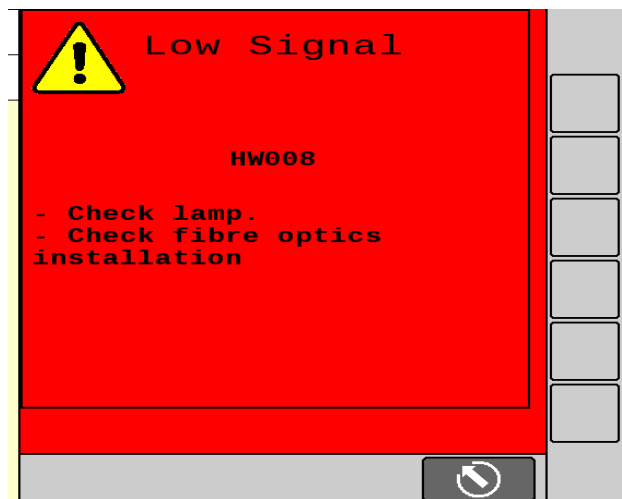 Low Signal
HW008
- Check lamp.
- Check fibre optics
installation